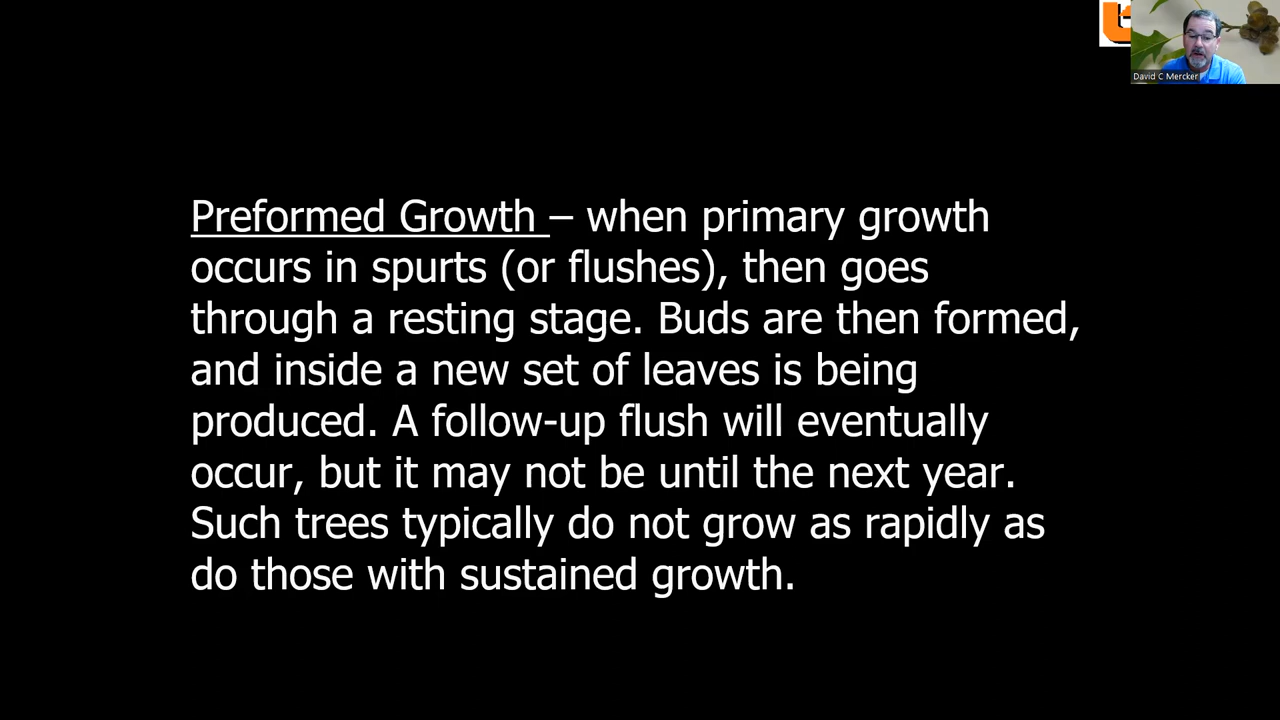 David C Mercker
Preformed Growth – when primary growth
occurs in spurts (or flushes), then goes
through a resting stage. Buds are then formed,
and inside a new set of leaves is being
produced. A follow-up flush will eventually
occur, but it may not be until the next year.
Such trees typically do not grow as rapidly as
do those with sustained growth.